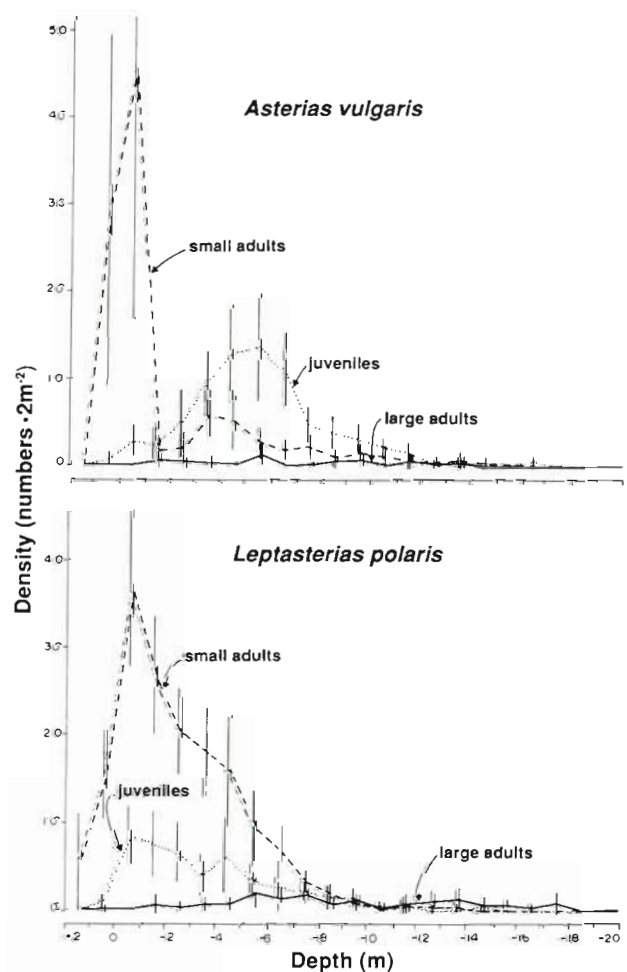 5.0
Asterias vulgaris
4.0
3.0
small adults
2.0
juveniles
1.0
large adults
0
Density (numbers·2m⁻²)
Leptasterias polaris
4.0
3.0
small adults
2.0
juveniles
1.0
large adults
0
+2 0 -2 -4 -6 -8 -10 -12 -14 -16 -18 -20
Depth (m)